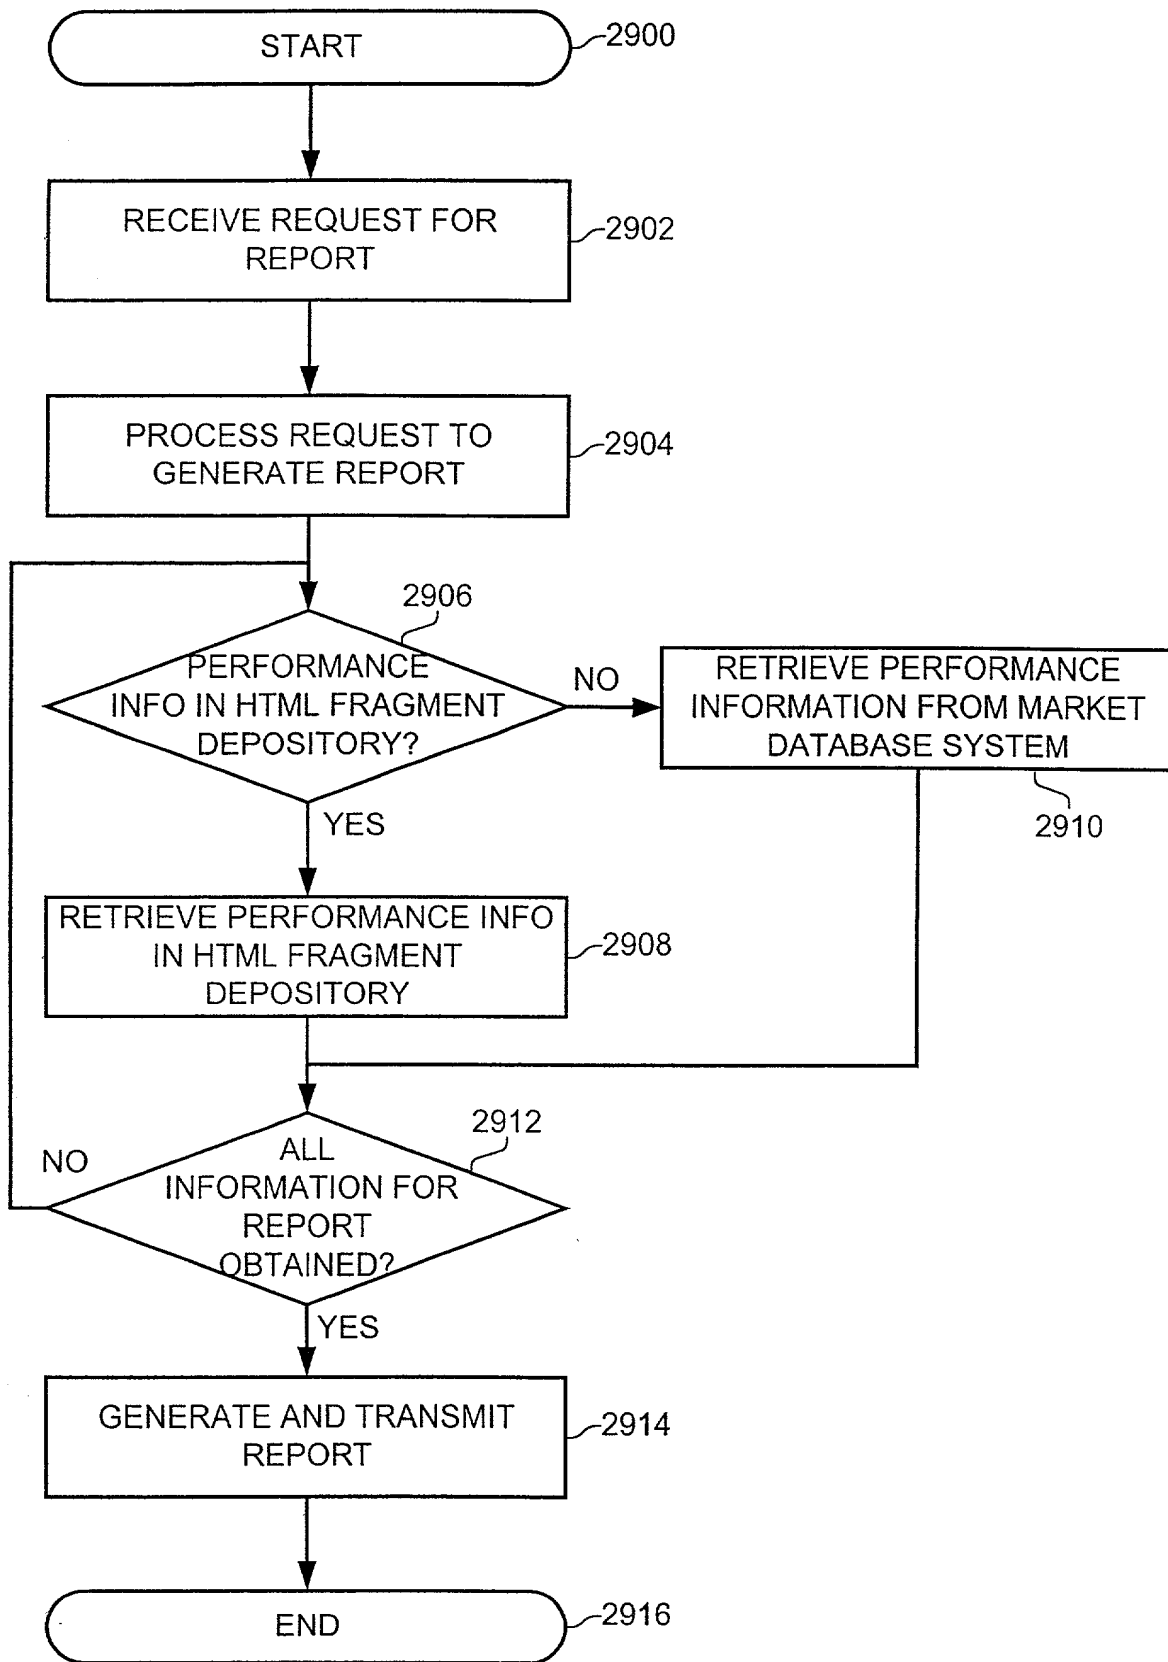 START
2900
RECEIVE REQUEST FOR
REPORT
2902
PROCESS REQUEST TO
GENERATE REPORT
2904
2906
PERFORMANCE
INFO IN HTML FRAGMENT
DEPOSITORY?
NO
RETRIEVE PERFORMANCE
INFORMATION FROM MARKET
DATABASE SYSTEM
2910
YES
RETRIEVE PERFORMANCE INFO
IN HTML FRAGMENT
DEPOSITORY
2908
2912
NO
ALL
INFORMATION FOR
REPORT
OBTAINED?
YES
GENERATE AND TRANSMIT
REPORT
2914
END
2916